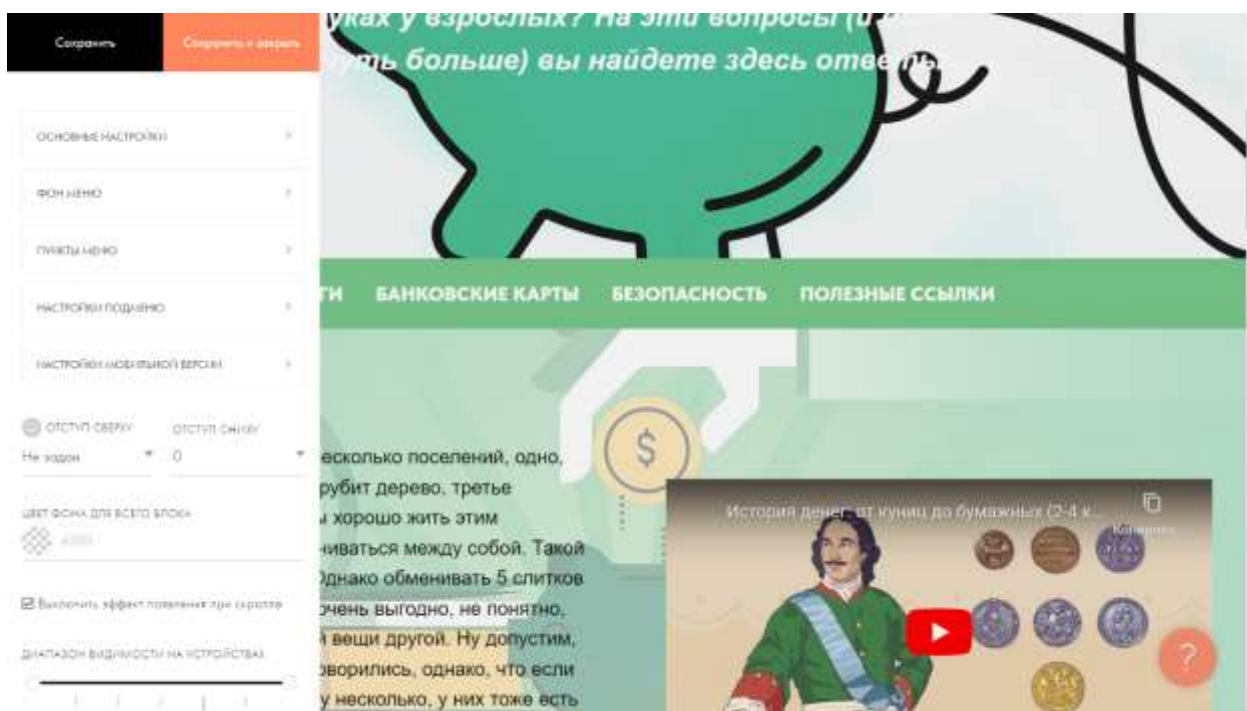 Сохранить
Сохранить и закрыть
ОСНОВНЫЕ НАСТРОЙКИ
ФОН МЕНЮ
ПУНКТЫ МЕНЮ
НАСТРОЙКИ ПОДМЕНЮ
НАСТРОЙКИ МОБИЛЬНОЙ ВЕРСИИ
ОТСТУП СВЕРХУ
ОТСТУП СНИЗУ
Не задан
0
ЦВЕТ ФОНА ДЛЯ ВСЕГО БЛОКА
Выключить эффект появления при скролле
ДИАПАЗОН ВИДИМОСТИ НА УСТРОЙСТВАХ
уках у взрослых? На эти вопросы (и
уть больше) вы найдете здесь ответы.
ТИ БАНКОВСКИЕ КАРТЫ БЕЗОПАСНОСТЬ ПОЛЕЗНЫЕ ССЫЛКИ
$
есколько поселений, одно,
рубит дерево, третье
ы хорошо жить этим
ниваться между собой. Такой
Однако обменивать 5 слитков
очень выгодно, не понятно,
й вещи другой. Ну допустим,
оворились, однако, что если
у несколько, у них тоже есть
История денег: от куниц до бумажных (2-4 к...
?